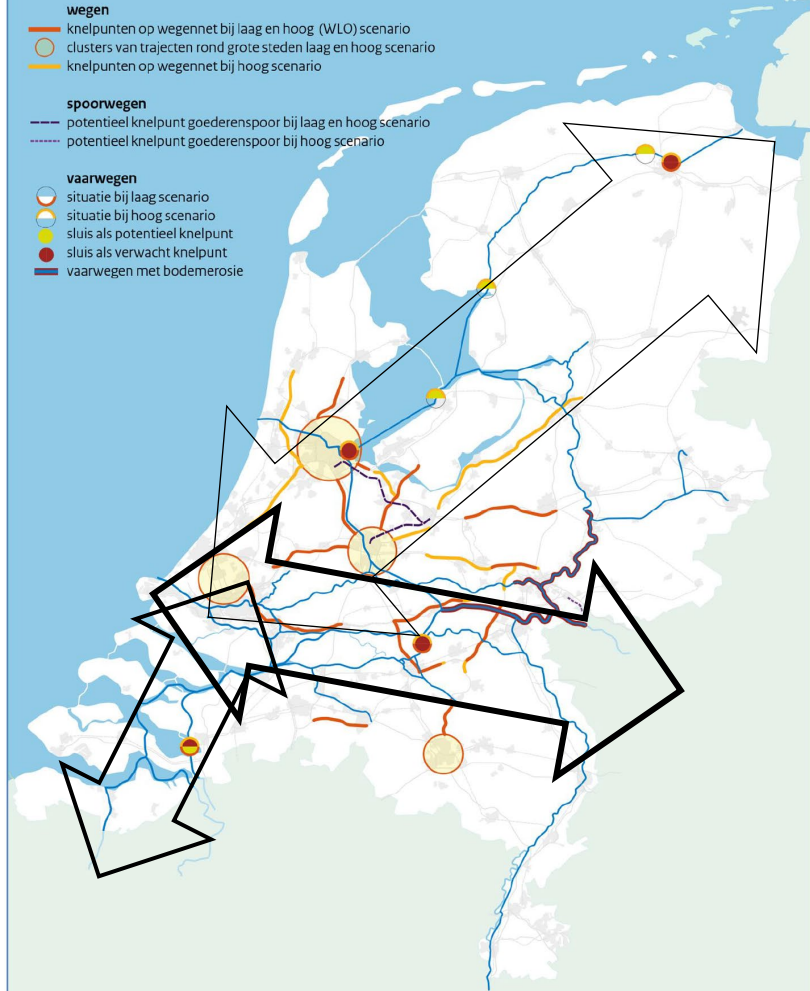 wegen
knelpunten op wegennet bij laag en hoog (WLO) scenario
clusters van trajecten rond grote steden laag en hoog scenario
knelpunten op wegennet bij hoog scenario
spoorwegen
potentieel knelpunt goederenspoor bij laag en hoog scenario
potentieel knelpunt goederenspoor bij hoog scenario
vaarwegen
situatie bij laag scenario
situatie bij hoog scenario
sluis als potentieel knelpunt
sluis als verwacht knelpunt
vaarwegen met bodemerosie